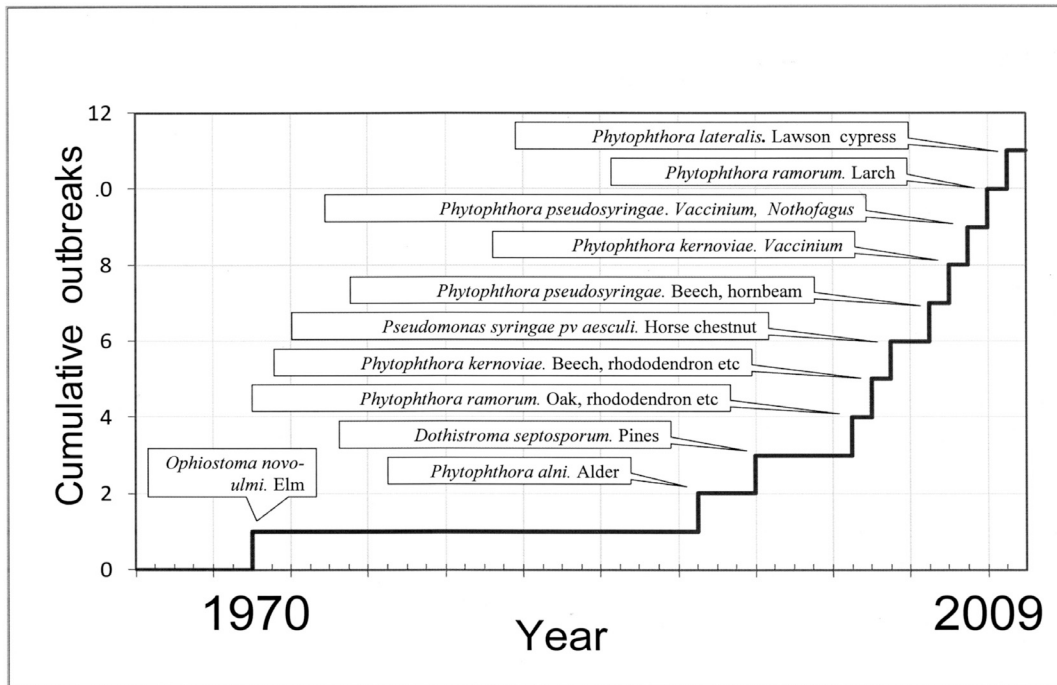 Cumulative outbreaks
12
.0
8
6
4
2
0
Phytophthora lateralis. Lawson cypress
Phytophthora ramorum. Larch
Phytophthora pseudosyringae. Vaccinium, Nothofagus
Phytophthora kernoviae. Vaccinium
Phytophthora pseudosyringae. Beech, hornbeam
Pseudomonas syringae pv aesculi. Horse chestnut
Phytophthora kernoviae. Beech, rhododendron etc
Phytophthora ramorum. Oak, rhododendron etc
Dothistroma septosporum. Pines
Phytophthora alni. Alder
Ophiostoma novo-
ulmi. Elm
1970
2009
Year